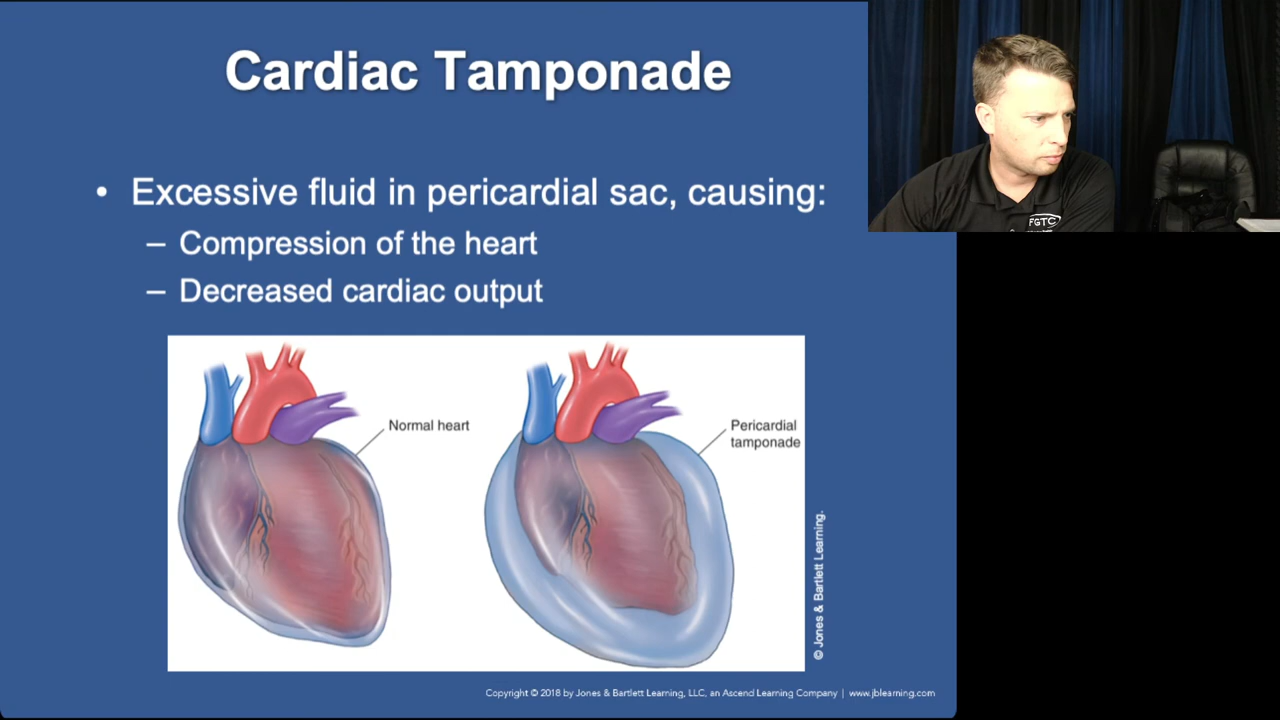 Cardiac Tamponade
• Excessive fluid in pericardial sac, causing:
– Compression of the heart
– Decreased cardiac output
Normal heart
Pericardial
tamponade
© Jones & Bartlett Learning.
Copyright © 2018 by Jones & Bartlett Learning, LLC, an Ascend Learning Company | www.jblearning.com
FGTC